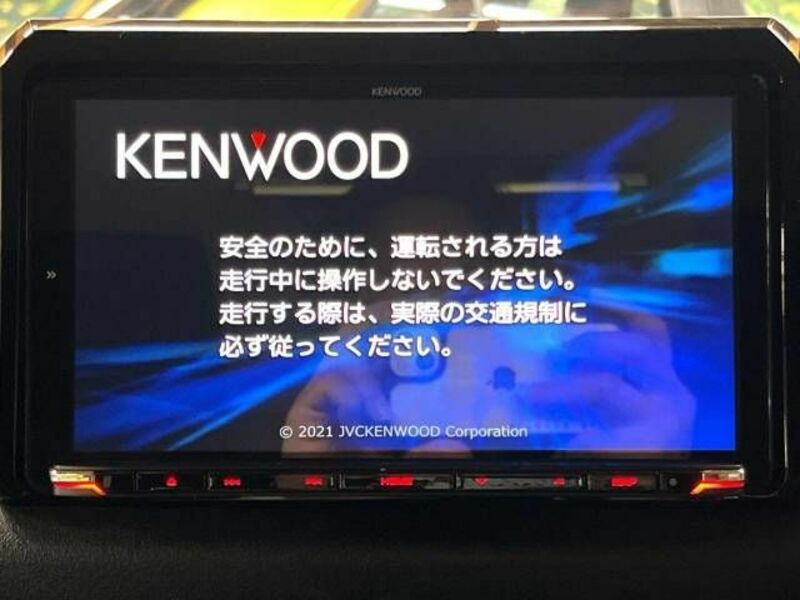 KENWOOD
KENWOOD
安全のために、運転される方は
走行中に操作しないでください。
走行する際は、実際の交通規制に
必ず従ってください。
© 2021 JVCKENWOOD Corporation